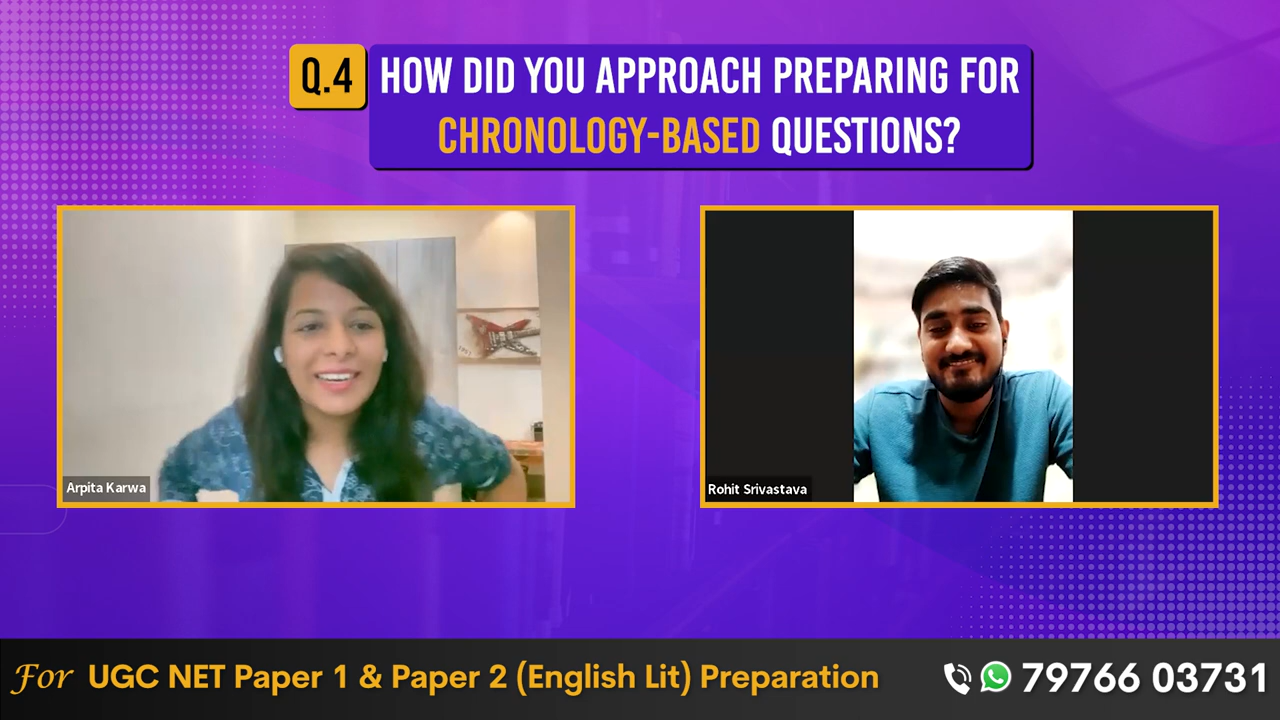 Q.4
HOW DID YOU APPROACH PREPARING FOR
CHRONOLOGY-BASED QUESTIONS?
Arpita Karwa
Rohit Srivastava
For UGC NET Paper 1 & Paper 2 (English Lit) Preparation
79766 03731